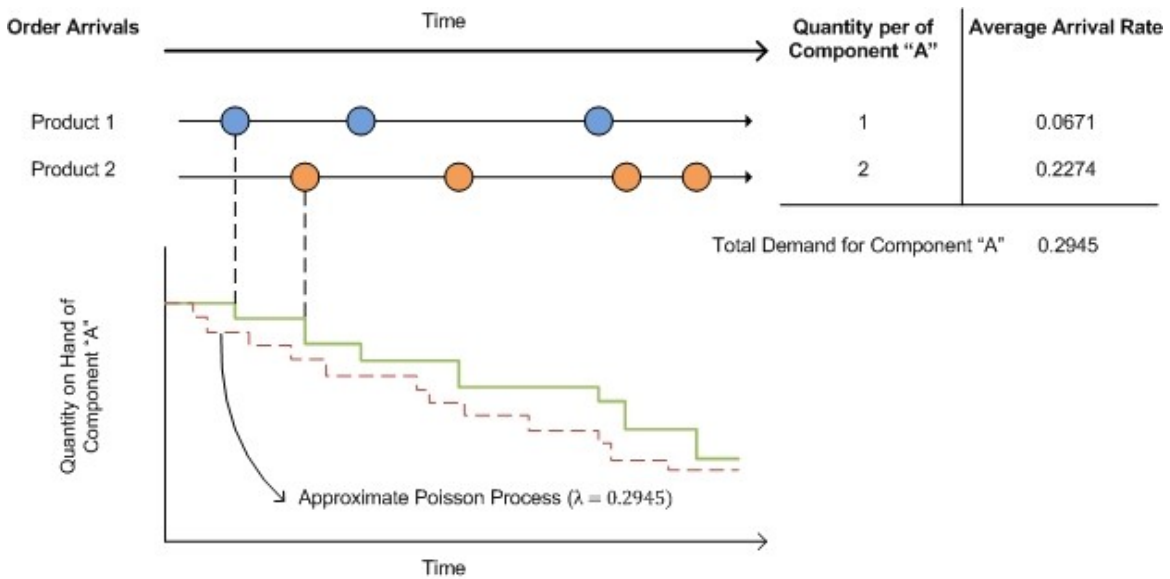 Order Arrivals
Time
Quantity per of
Component “A”
Average Arrival Rate
Product 1
1
0.0671
Product 2
2
0.2274
Total Demand for Component “A”
0.2945
Quantity on Hand of
Component “A”
Approximate Poisson Process (λ = 0.2945)
Time